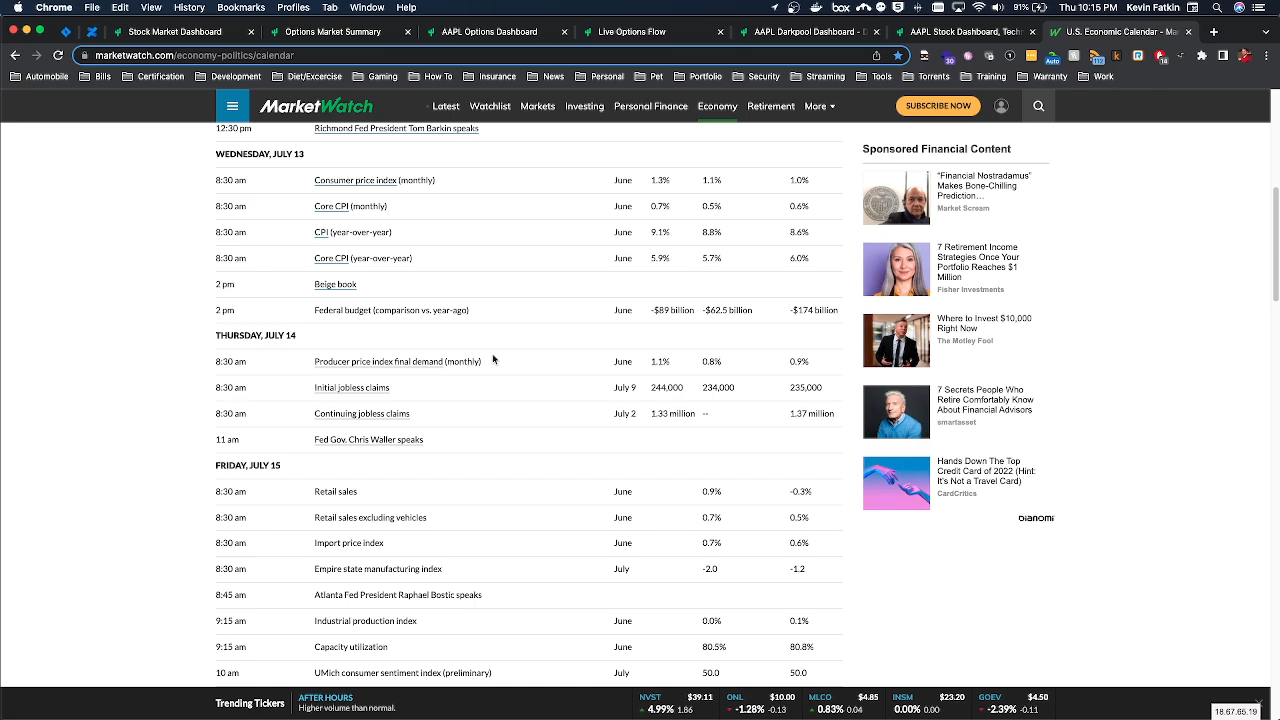 Chrome File Edit View History Bookmarks Profiles Tab Window Help Thu 10:15 PM Kevin Fatkin
Stock Market Dashboard Options Market Summary AAPL Options Dashboard Live Options Flow AAPL Darpool Dashboard - D AAPL Stock Dashboard, Techn U.S. Economic Calendar - Mar
marketwatch.com/economy-politics/calendar
30 1 Auto 112 14
Automobile Bills Certification Diet/Exercise Entertainment How To Insurance News Personal Pet Portfolio Security Streaming Training Warranty Work
MarketWatch Latest Watchlist Markets Investing Personal Finance Economy Retirement More SUBSCRIBE NOW
12:30 pm Richmond Fed President Tom Barkin speaks
WEDNESDAY, JULY 13
8:30 am Consumer price index (monthly) June 1.3% 1.1% 1.0%
8:30 am Core CPI (monthly) June 0.7% 0.5% 0.6%
8:30 am CPI (year-over-year) June 9.1% 8.8% 8.6%
8:30 am Core CPI (year-over-year) June 5.9% 5.7% 6.0%
2 pm Beige book
2 pm Federal budget (comparison vs. year-ago) June -$89 billion -$62.5 billion -$174 billion
THURSDAY, JULY 14
8:30 am Producer price index final demand (monthly) June 1.1% 0.8% 0.9%
8:30 am Initial jobless claims July 9 244,000 234,000 235,000
8:30 am Continuing jobless claims July 2 1.33 million -- 1.37 million
11 am Fed Gov. Chris Waller speaks
FRIDAY, JULY 15
8:30 am Retail sales June 0.9% -0.3%
8:30 am Retail sales excluding vehicles June 0.7% 0.5%
8:30 am Import price index June 0.7% 0.6%
8:30 am Empire state manufacturing index July -2.0 -1.2
8:45 am Atlanta Fed President Raphael Bostic speaks
9:15 am Industrial production index June 0.0% 0.1%
9:15 am Capacity utilization June 80.5% 80.8%
10 am UMich consumer sentiment index (preliminary) July 50.0 50.0
Sponsored Financial Content
"Financial Nostradamus"
Makes Bone-Chilling
Prediction...
Market Scream
7 Retirement Income
Strategies Once Your
Portfolio Reaches $1
Million
Fisher Investments
Where to Invest $10,000
Right Now
The Motley Fool
7 Secrets People Who
Retire Comfortably Know
About Financial Advisors
smartasset
Hands Down The Top
Credit Card of 2022 (Hint:
It's Not a Travel Card)
CardCritics
Trending Tickers
AFTER HOURS
Higher volume than normal.
NVST $39.11
4.99% 1.86
ONL $10.00
-1.28% -0.13
MLCO $4.85
0.83% 0.04
INSM $23.20
0.00% 0.00
GOEV $4.50
-2.39% -0.11
18.67.65.19